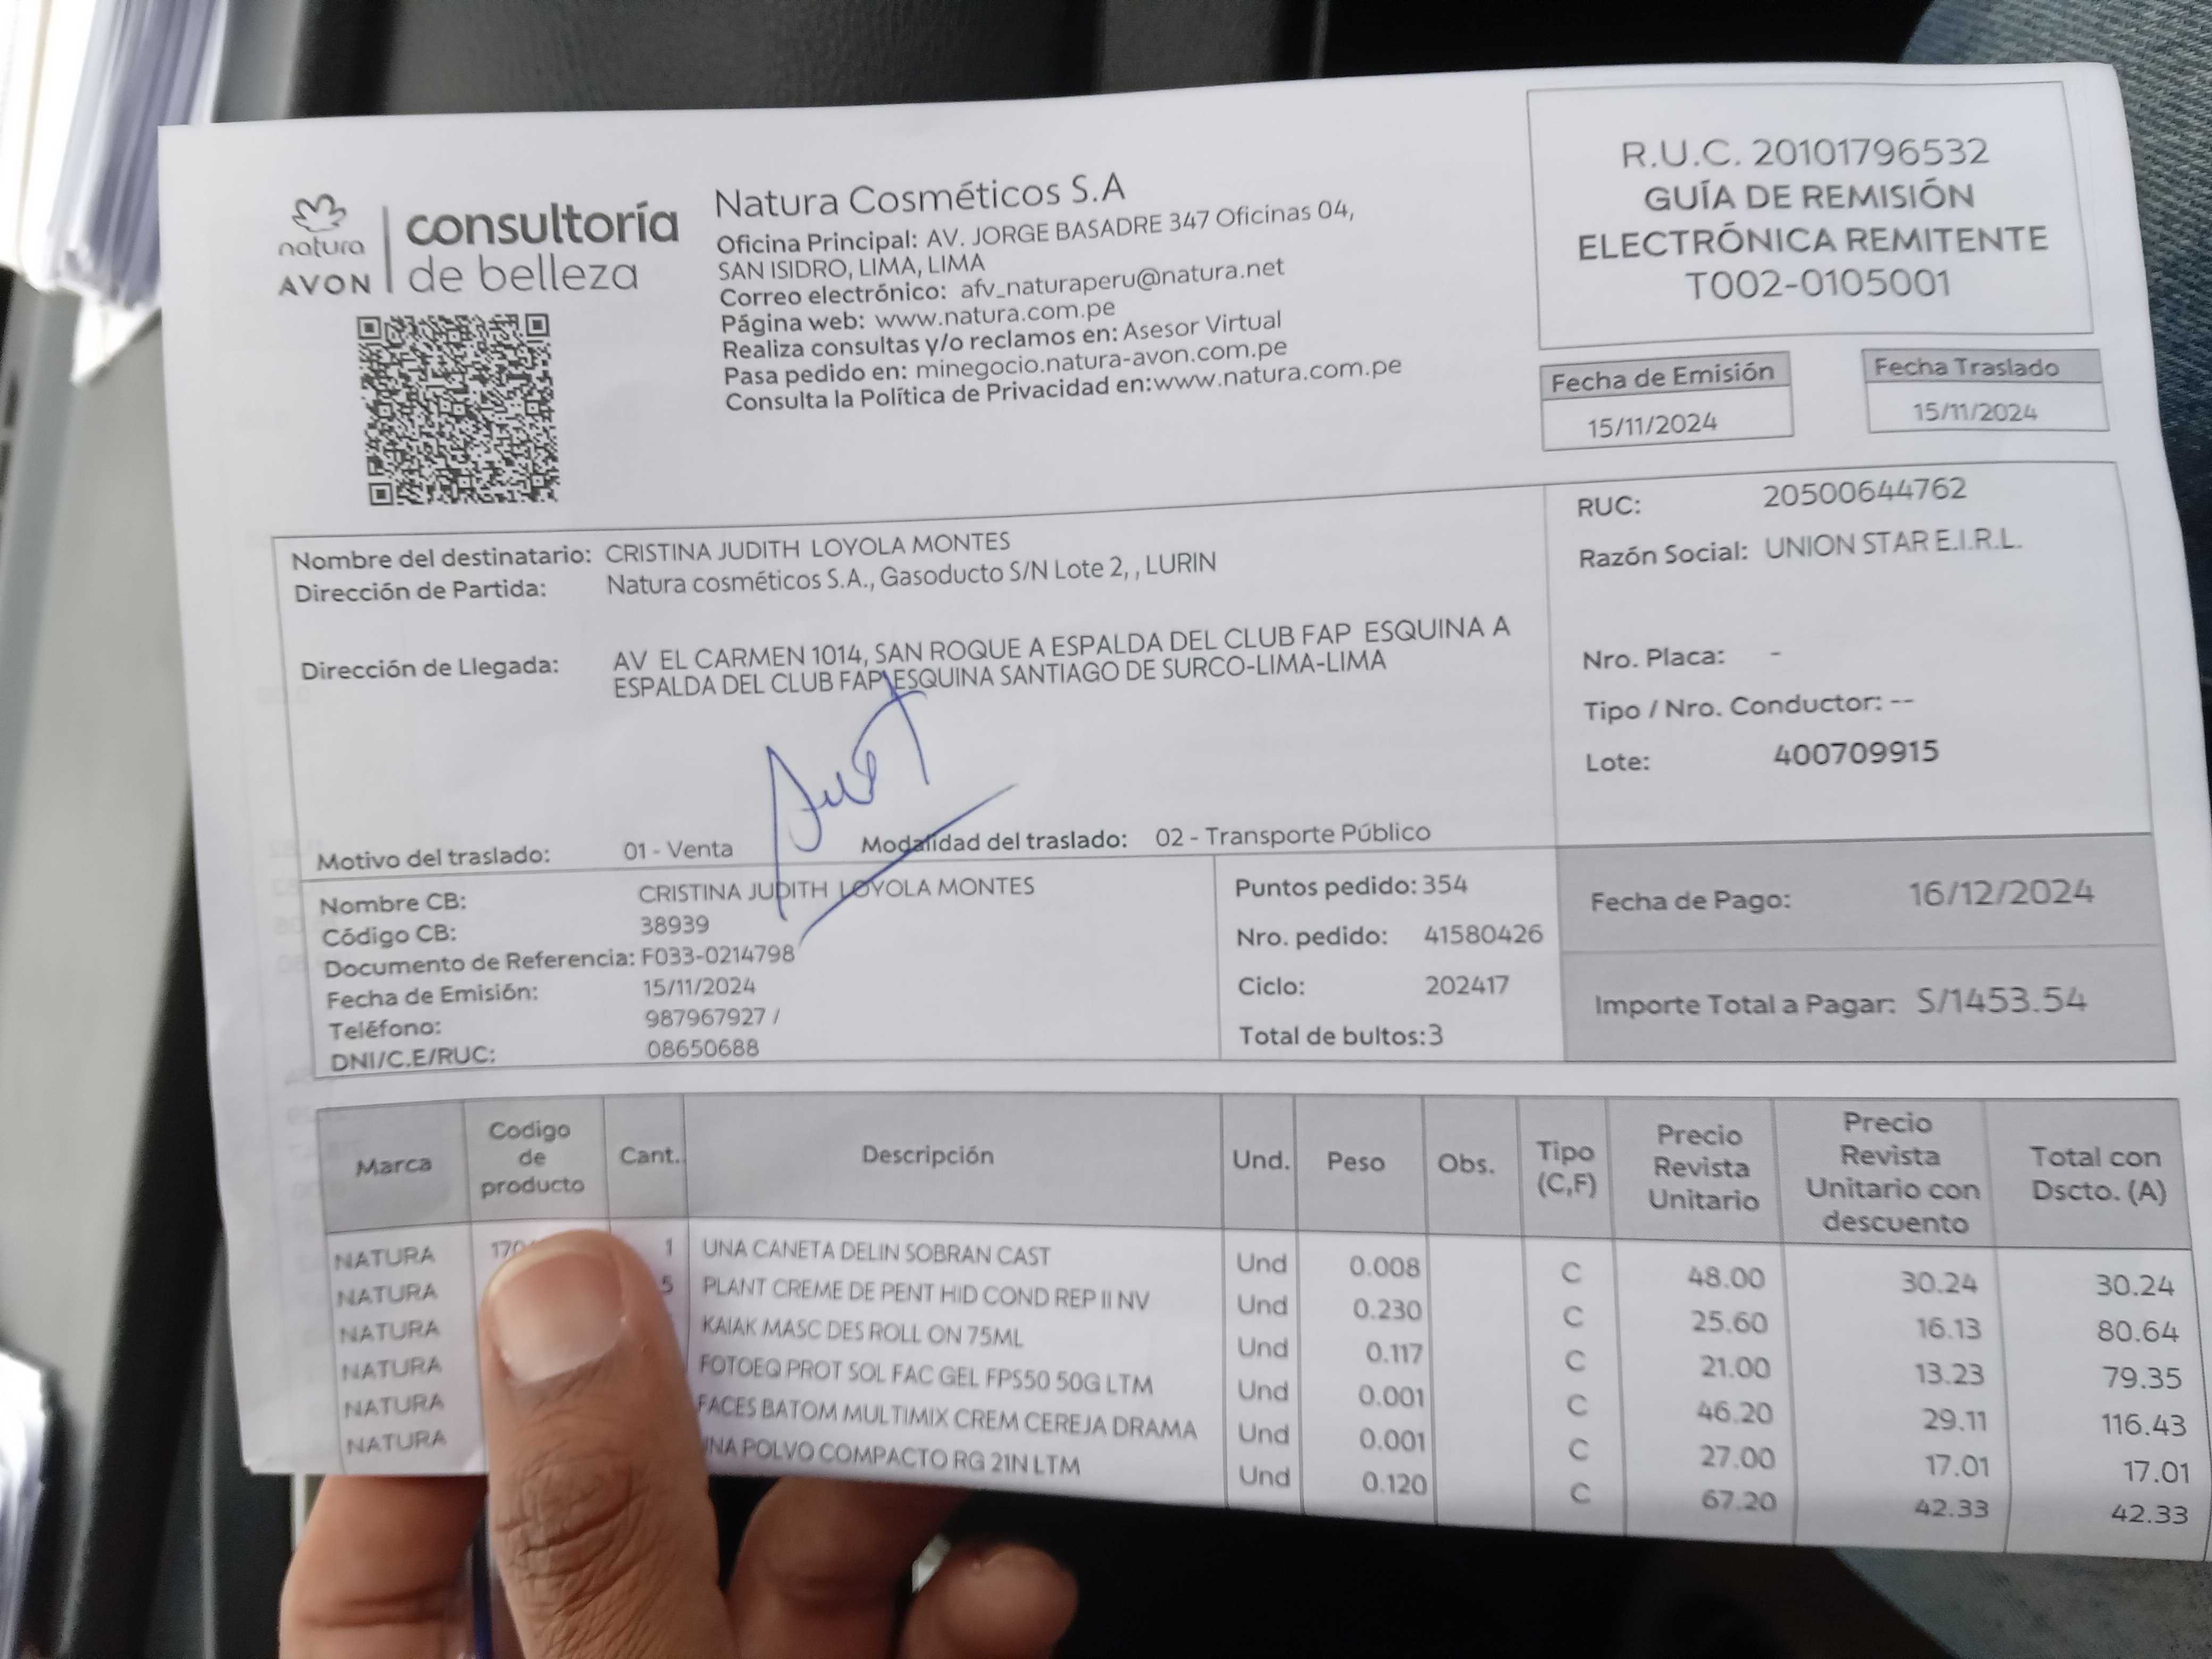 natura
AVON
consultoría
de belleza
Natura Cosméticos S.A
Oficina Principal: AV. JORGE BASADRE 347 Oficinas 04,
SAN ISIDRO, LIMA, LIMA
Correo electrónico: afv_naturaperu@natura.net
Página web: www.natura.com.pe
Realiza consultas y/o reclamos en: Asesor Virtual
Pasa pedido en: minegocio.natura-avon.com.pe
Consulta la Política de Privacidad en:www.natura.com.pe
R.U.C. 20101796532
GUÍA DE REMISIÓN
ELECTRÓNICA REMITENTE
T002-0105001
Fecha de Emisión
15/11/2024
Fecha Traslado
15/11/2024
Nombre del destinatario: CRISTINA JUDITH LOYOLA MONTES
Dirección de Partida: Natura cosméticos S.A., Gasoducto S/N Lote 2, , LURIN
Dirección de Llegada: AV EL CARMEN 1014, SAN ROQUE A ESPALDA DEL CLUB FAP ESQUINA A
ESPALDA DEL CLUB FAP ESQUINA SANTIAGO DE SURCO-LIMA-LIMA
Motivo del traslado: 01 - Venta Modalidad del traslado: 02 - Transporte Público
RUC: 20500644762
Razón Social: UNION STAR E.I.R.L.
Nro. Placa: -
Tipo / Nro. Conductor: --
Lote: 400709915
Nombre CB: CRISTINA JUDITH LOYOLA MONTES
Código CB: 38939
Documento de Referencia: F033-0214798
Fecha de Emisión: 15/11/2024
Teléfono: 987967927 /
DNI/C.E/RUC: 08650688
Puntos pedido: 354
Nro. pedido: 41580426
Ciclo: 202417
Total de bultos:3
Fecha de Pago: 16/12/2024
Importe Total a Pagar: S/1453.54
Marca Codigo de producto Cant. Descripción Und. Peso Obs. Tipo (C,F) Precio Revista Unitario Precio Revista Unitario con descuento Total con Dscto. (A)
NATURA 1 UNA CANETA DELIN SOBRAN CAST Und 0.008 C 48.00 30.24 30.24
NATURA 5 PLANT CREME DE PENT HID COND REP II NV Und 0.230 C 25.60 16.13 80.64
NATURA KAIAK MASC DES ROLL ON 75ML Und 0.117 C 21.00 13.23 79.35
NATURA FOTOEQ PROT SOL FAC GEL FPS50 50G LTM Und 0.001 C 46.20 29.11 116.43
NATURA FACES BATOM MULTIMIX CREM CEREJA DRAMA Und 0.001 C 27.00 17.01 17.01
NATURA POLVO COMPACTO RG 21N LTM Und 0.120 C 67.20 42.33 42.33